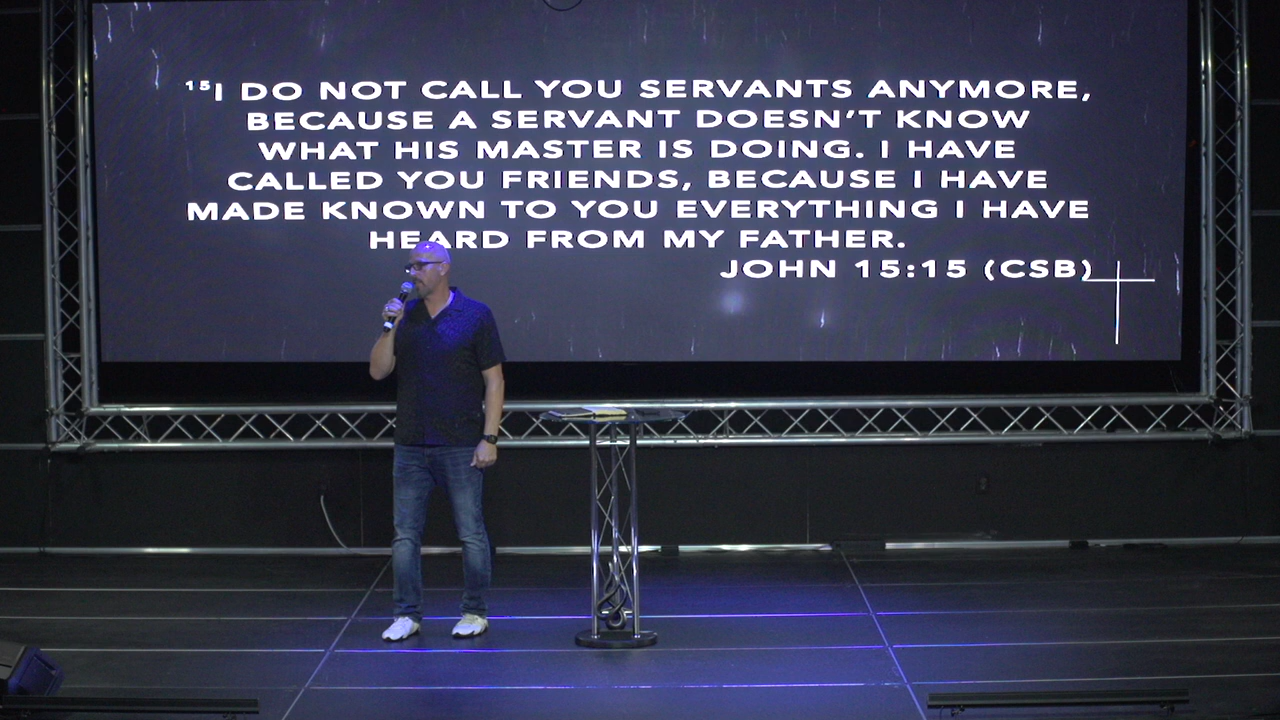 ¹⁵I DO NOT CALL YOU SERVANTS ANYMORE,
BECAUSE A SERVANT DOESN'T KNOW
WHAT HIS MASTER IS DOING. I HAVE
CALLED YOU FRIENDS, BECAUSE I HAVE
MADE KNOWN TO YOU EVERYTHING I HAVE
HEARD FROM MY FATHER.
JOHN 15:15 (CSB)